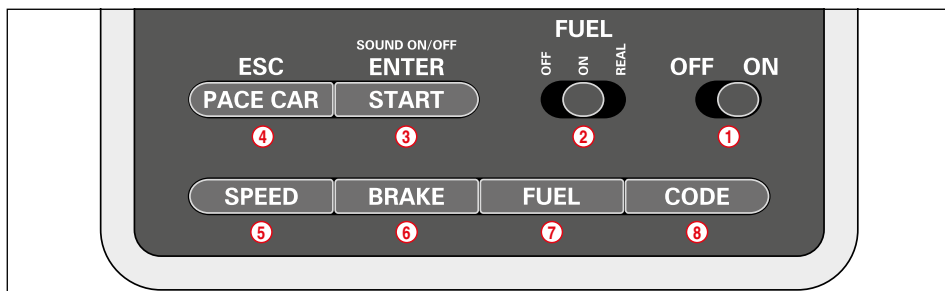 FUEL
SOUND ON/OFF
ESC ENTER OFF ON REAL OFF ON
PACE CAR START
4 3 2 1
SPEED BRAKE FUEL CODE
5 6 7 8